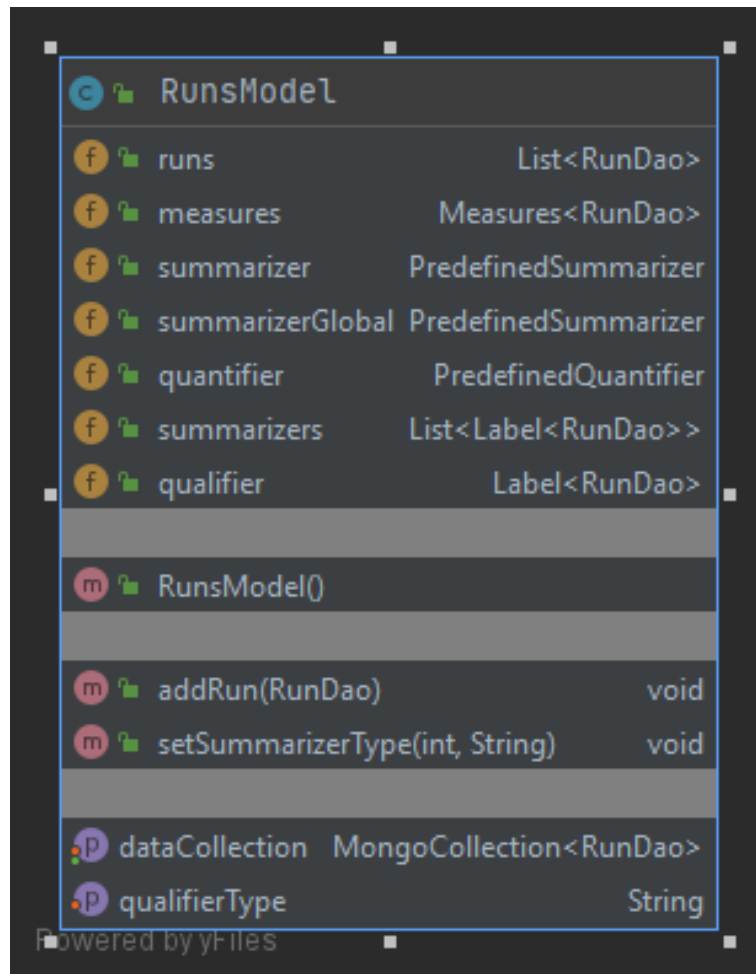 C RunsModel
f runs List<RunDao>
f measures Measures<RunDao>
f summarizer PredefinedSummarizer
f summarizerGlobal PredefinedSummarizer
f quantifier PredefinedQuantifier
f summarizers List<Label<RunDao>>
f qualifier Label<RunDao>
m RunsModel()
m addRun(RunDao) void
m setSummarizerType(int, String) void
p dataCollection MongoCollection<RunDao>
p qualifierType String
Powered by yFiles